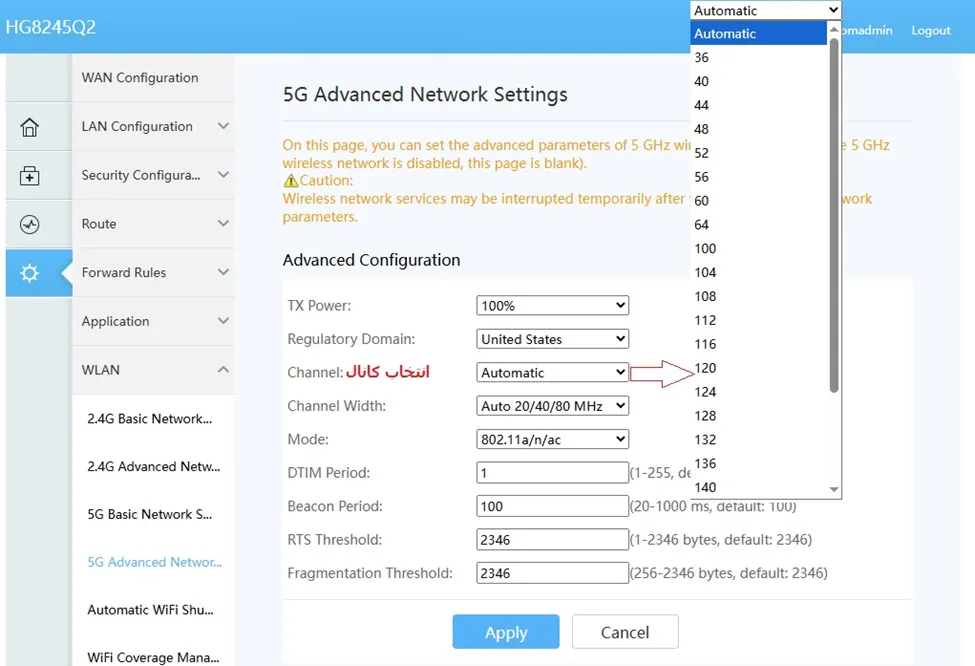 HG8245Q2
omadmin Logout
WAN Configuration
LAN Configuration
Security Configura...
Route
Forward Rules
Application
WLAN
2.4G Basic Network...
2.4G Advanced Netw...
5G Basic Network S...
5G Advanced Networ...
Automatic WiFi Shu...
WiFi Coverage Mana...
5G Advanced Network Settings
On this page, you can set the advanced parameters of 5 GHz wir e 5 GHz
wireless network is disabled, this page is blank).
Caution:
Wireless network services may be interrupted temporarily after work
parameters.
Advanced Configuration
TX Power: 100%
Regulatory Domain: United States
Channel: انتخاب کانال Automatic
Channel Width: Auto 20/40/80 MHz
Mode: 802.11a/n/ac
DTIM Period: 1 (1-255, de
Beacon Period: 100 (20-1000 ms, default: 100)
RTS Threshold: 2346 (1-2346 bytes, default: 2346)
Fragmentation Threshold: 2346 (256-2346 bytes, default: 2346)
Apply Cancel
Automatic
Automatic
36
40
44
48
52
56
60
64
100
104
108
112
116
120
124
128
132
136
140